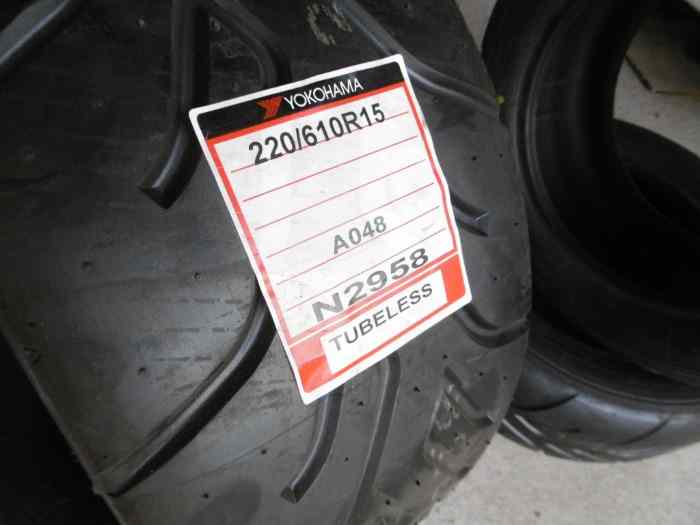 YOKOHAMA
220/610R15
A048
N2958
TUBELESS